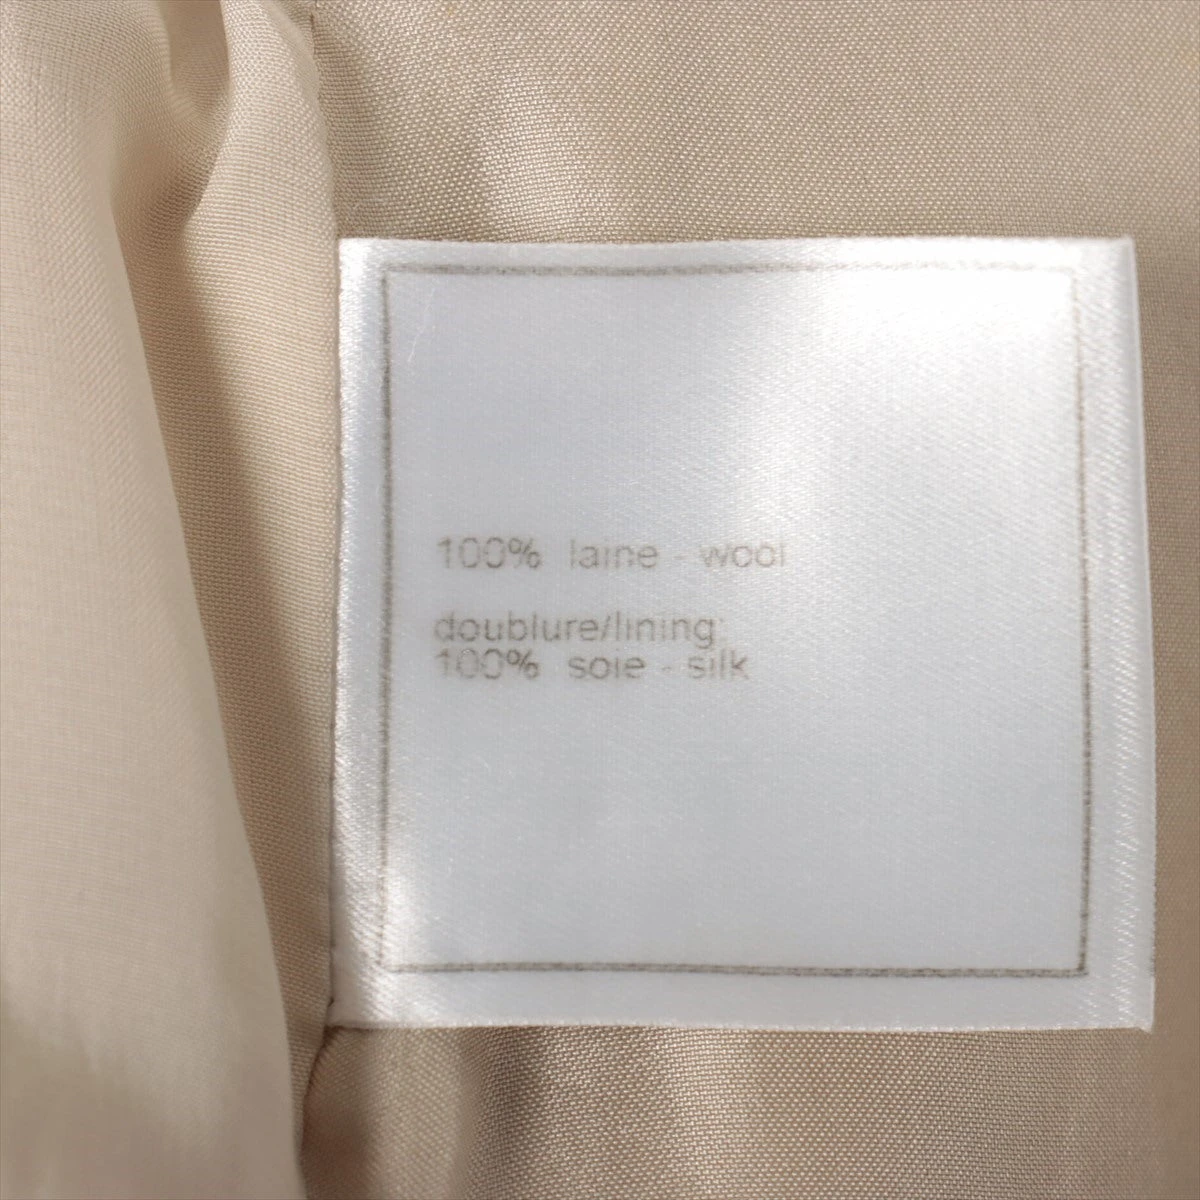 100% laine - wool
doublure/lining:
100% soie - silk